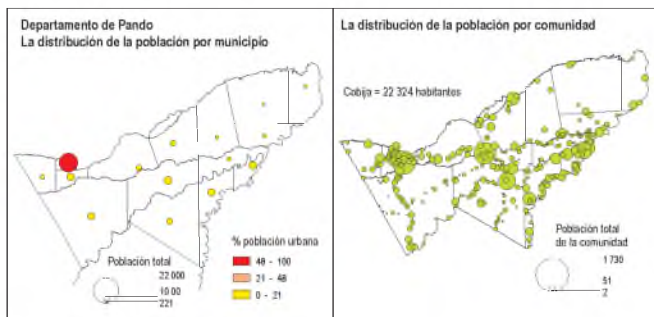 Departamento de Pando
La distribución de la población por municipio
Población total
22 000
10 00
221
% población urbana
48 - 100
21 - 48
0 - 21
La distribución de la población por comunidad
Cabija = 22 324 habitantes
Población total
de la comunidad
1 730
51
2